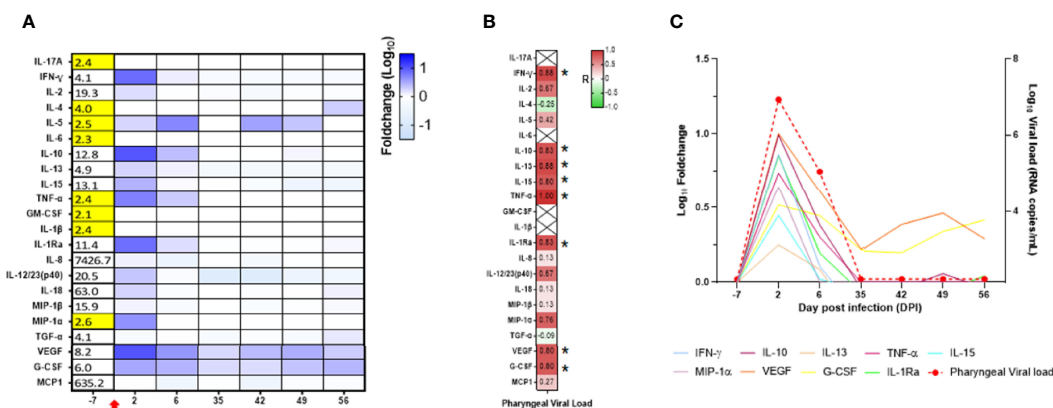 A
IL-17A 2.4
IFN-γ 4.1
IL-2 19.3
IL-4 4.0
IL-5 2.5
IL-6 2.3
IL-10 12.8
IL-13 4.9
IL-15 13.1
TNF-α 2.4
GM-CSF 2.1
IL-1β 2.4
IL-1Ra 11.4
IL-8 7426.7
IL-12/23(p40) 20.5
IL-18 63.0
MIP-1β 15.9
MIP-1α 2.6
TGF-α 4.1
VEGF 8.2
G-CSF 6.0
MCP1 635.2
-7 2 6 35 42 49 56
Foldchange (Log10)
1
0
-1
B
IL-17A
IFN-γ 0.88 *
IL-2 0.67
IL-4 -0.25
IL-5 0.42
IL-6
IL-10 0.83 *
IL-15 0.88 *
IL-15 0.80 *
TNF-α 1.00 *
GM-CSF
IL-1β
IL-1Ra 0.83 *
IL-8 0.13
IL-12/23(p40) 0.67
IL-18 0.13
MIP-1β 0.13
MIP-1α 0.76
TGF-α -0.09
VEGF 0.80 *
G-CSF 0.80 *
MCP1 0.27
Pharyngeal Viral Load
R
1.0
0.5
0
-0.5
-1.0
C
Log11 Foldchange
1.5
1.0
0.5
0.0
-7 2 6 35 42 49 56
Day post infection (DPI)
8
6
4
Log10 Viral load (RNA
copies/mL)
IFN-γ IL-10 IL-13 TNF-α IL-15
MIP-1α VEGF G-CSF IL-1Ra Pharyngeal Viral load